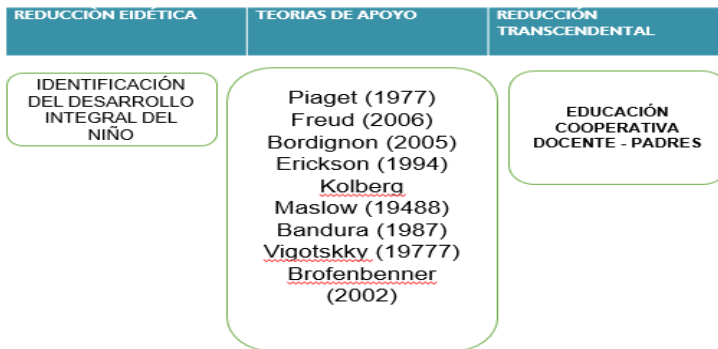 REDUCCIÒN EIDÉTICA
TEORIAS DE APOYO
REDUCCIÓN
TRANSCENDENTAL
IDENTIFICACIÓN
DEL DESARROLLO
INTEGRAL DEL
NIÑO
Piaget (1977)
Freud (2006)
Bordignon (2005)
Erickson (1994)
Kolberg
Maslow (19488)
Bandura (1987)
Vigotskky (19777)
Brofenbenner
(2002)
EDUCACIÓN
COOPERATIVA
DOCENTE - PADRES